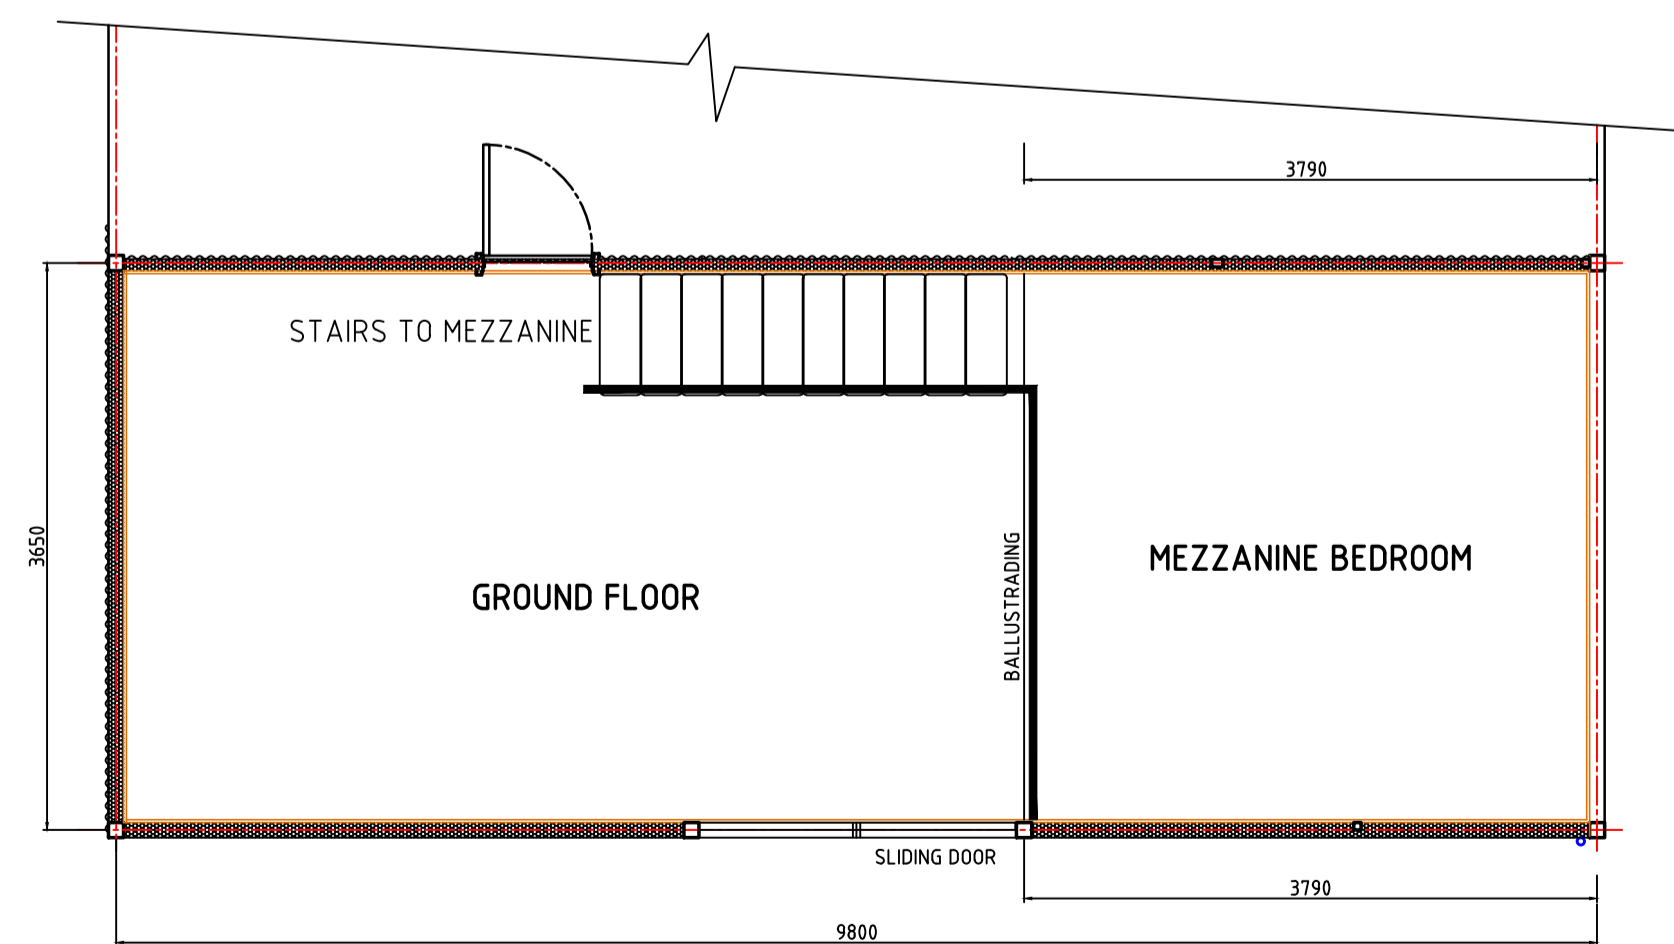 3790
STAIRS TO MEZZANINE
3650
GROUND FLOOR
BALLUSTRADING
MEZZANINE BEDROOM
SLIDING DOOR
3790
9800